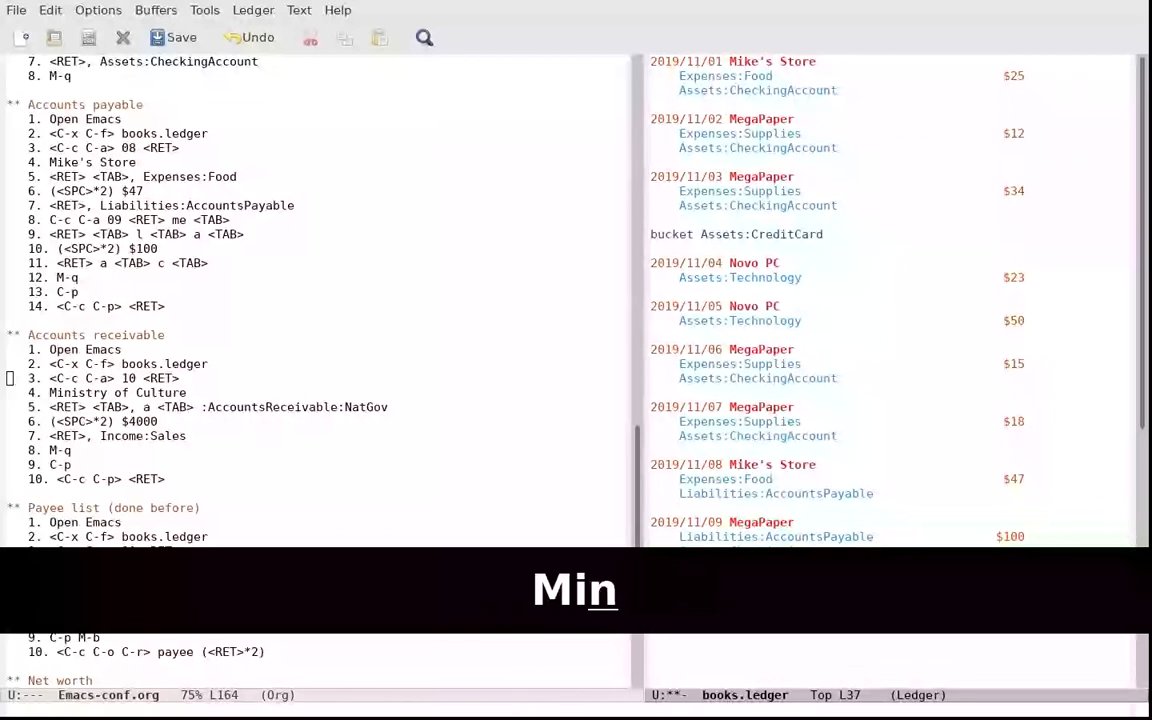 File Edit Options Buffers Tools Ledger Text Help
Save Undo
7. <RET>, Assets:CheckingAccount
8. M-q
** Accounts payable
1. Open Emacs
2. <C-x C-f> books.ledger
3. <C-c C-a> 08 <RET>
4. Mike's Store
5. <RET> <TAB>, Expenses:Food
6. (<SPC>*2) $47
7. <RET>, Liabilities:AccountsPayable
8. C-c C-a 09 <RET> me <TAB>
9. <RET> <TAB> l <TAB> a <TAB>
10. (<SPC>*2) $100
11. <RET> a <TAB> c <TAB>
12. M-q
13. C-p
14. <C-c C-p> <RET>
** Accounts receivable
1. Open Emacs
2. <C-x C-f> books.ledger
3. <C-c C-a> 10 <RET>
4. Ministry of Culture
5. <RET> <TAB>, a <TAB> :AccountsReceivable:NatGov
6. (<SPC>*2) $4000
7. <RET>, Income:Sales
8. M-q
9. C-p
10. <C-c C-p> <RET>
** Payee list (done before)
1. Open Emacs
2. <C-x C-f> books.ledger
9. C-p M-b
10. <C-c C-o C-r> payee (<RET>*2)
** Net worth
U:--- Emacs-conf.org 75% L164 (Org)
2019/11/01 Mike's Store
Expenses:Food $25
Assets:CheckingAccount
2019/11/02 MegaPaper
Expenses:Supplies $12
Assets:CheckingAccount
2019/11/03 MegaPaper
Expenses:Supplies $34
Assets:CheckingAccount
bucket Assets:CreditCard
2019/11/04 Novo PC
Assets:Technology $23
2019/11/05 Novo PC
Assets:Technology $50
2019/11/06 MegaPaper
Expenses:Supplies $15
Assets:CheckingAccount
2019/11/07 MegaPaper
Expenses:Supplies $18
Assets:CheckingAccount
2019/11/08 Mike's Store
Expenses:Food $47
Liabilities:AccountsPayable
2019/11/09 MegaPaper
Liabilities:AccountsPayable $100
U:**- books.ledger Top L37 (Ledger)
Min